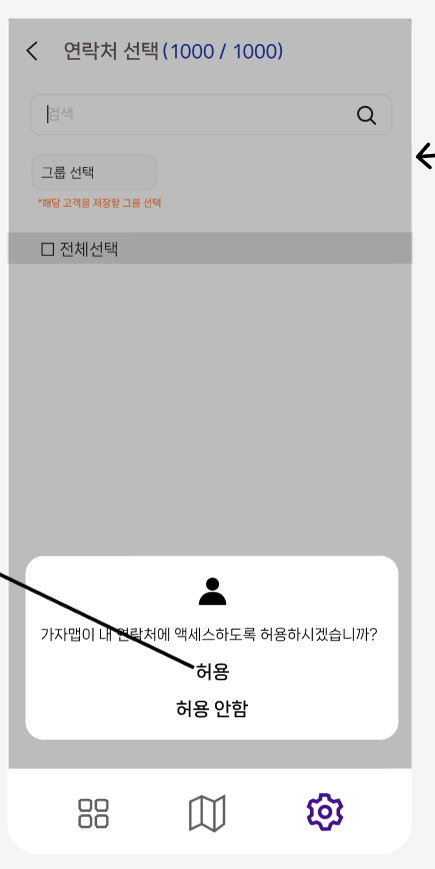 연락처 선택(1000 / 1000)
검색
그룹 선택
*해당 고객을 저장할 그룹 선택
전체선택
가자맵이 내 연락처에 액세스하도록 허용하시겠습니까?
허용
허용 안함